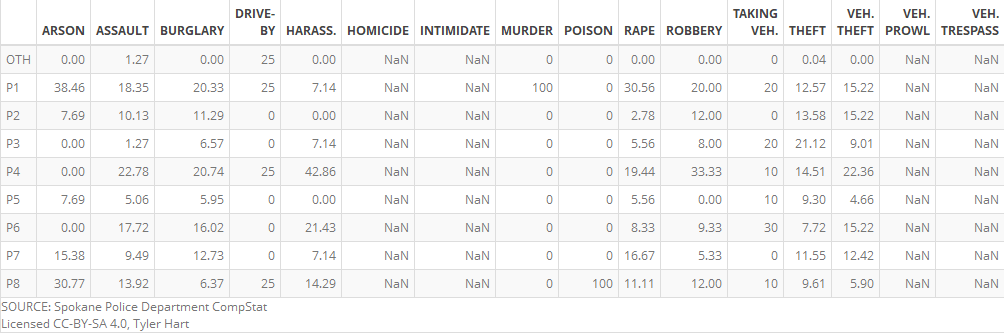 ARSON ASSAULT BURGLARY DRIVE-BY HARASS. HOMICIDE INTIMIDATE MURDER POISON RAPE ROBBERY TAKING VEH. THEFT VEH. THEFT VEH. PROWL VEH. TRESPASS
OTH 0.00 1.27 0.00 25 0.00 NaN NaN 0 0 0.00 0.00 0 0.04 0.00 NaN NaN
P1 38.46 18.35 20.33 25 7.14 NaN NaN 100 0 30.56 20.00 20 12.57 15.22 NaN NaN
P2 7.69 10.13 11.29 0 0.00 NaN NaN 0 0 2.78 12.00 0 13.58 15.22 NaN NaN
P3 0.00 1.27 6.57 0 7.14 NaN NaN 0 0 5.56 8.00 20 21.12 9.01 NaN NaN
P4 0.00 22.78 20.74 25 42.86 NaN NaN 0 0 19.44 33.33 10 14.51 22.36 NaN NaN
P5 7.69 5.06 5.95 0 0.00 NaN NaN 0 0 5.56 0.00 10 9.30 4.66 NaN NaN
P6 0.00 17.72 16.02 0 21.43 NaN NaN 0 0 8.33 9.33 30 7.72 15.22 NaN NaN
P7 15.38 9.49 12.73 0 7.14 NaN NaN 0 0 16.67 5.33 0 11.55 12.42 NaN NaN
P8 30.77 13.92 6.37 25 14.29 NaN NaN 0 100 11.11 12.00 10 9.61 5.90 NaN NaN
SOURCE: Spokane Police Department CompStat
Licensed CC-BY-SA 4.0, Tyler Hart